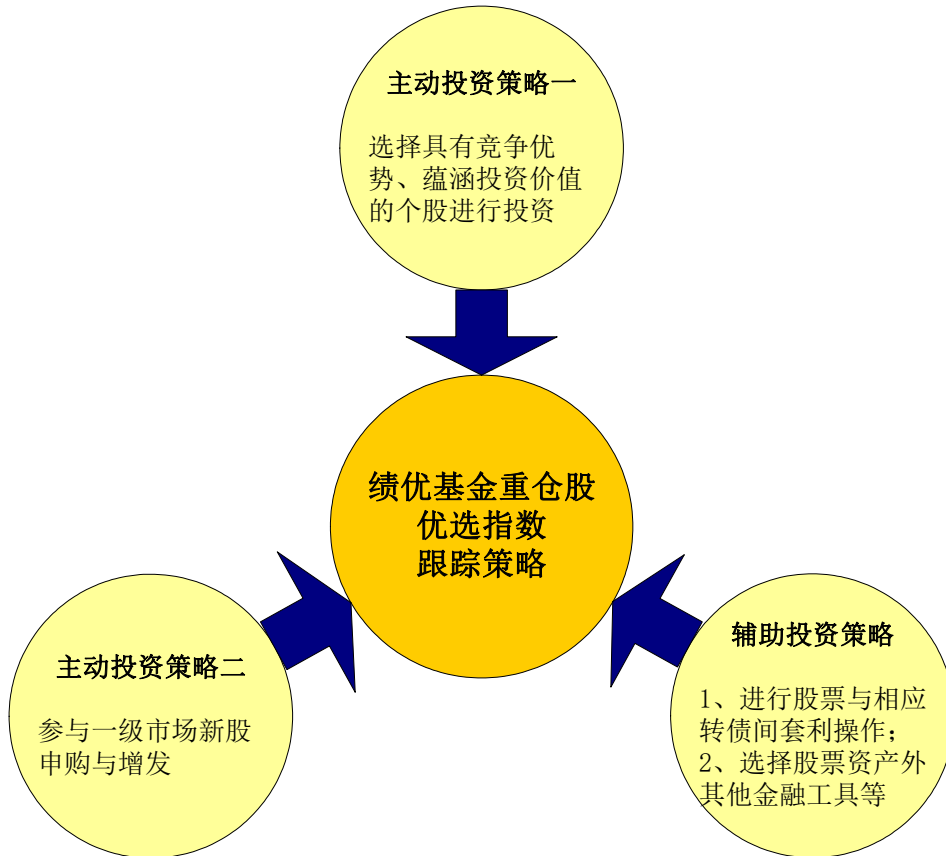 主动投资策略一
选择具有竞争优
势、蕴涵投资价值
的个股进行投资
绩优基金重仓股
优选指数
跟踪策略
主动投资策略二
参与一级市场新股
申购与增发
辅助投资策略
1、进行股票与相应
转债间套利操作；
2、选择股票资产外
其他金融工具等